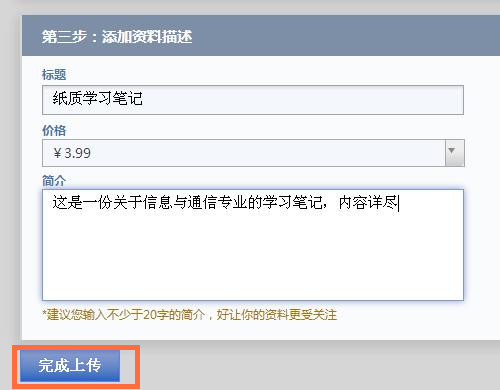 第三步：添加资料描述
标题
纸质学习笔记
价格
￥3.99
简介
这是一份关于信息与通信专业的学习笔记，内容详尽
*建议您输入不少于20字的简介，好让你的资料更受关注
完成上传